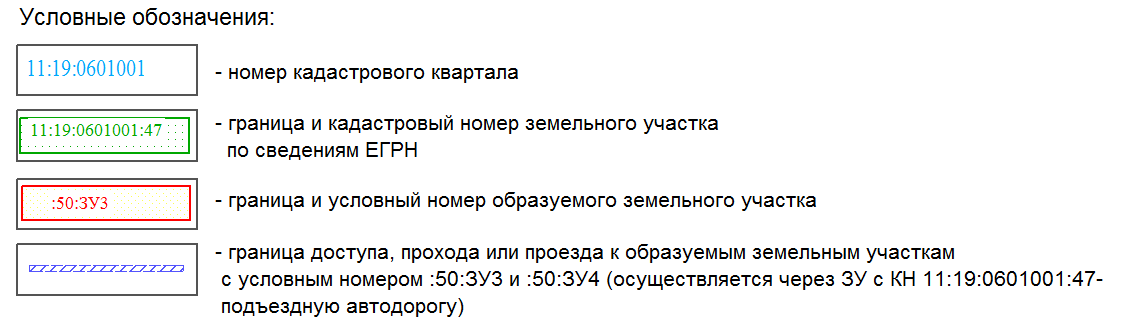 Условные обозначения:
11:19:0601001
- номер кадастрового квартала
11:19:0601001:47
- граница и кадастровый номер земельного участка
по сведениям ЕГРН
:50:ЗУ3
- граница и условный номер образуемого земельного участка
- граница доступа, прохода или проезда к образуемым земельным участкам
с условным номером :50:ЗУ3 и :50:ЗУ4 (осуществляется через ЗУ с КН 11:19:0601001:47-
подъездную автодорогу)